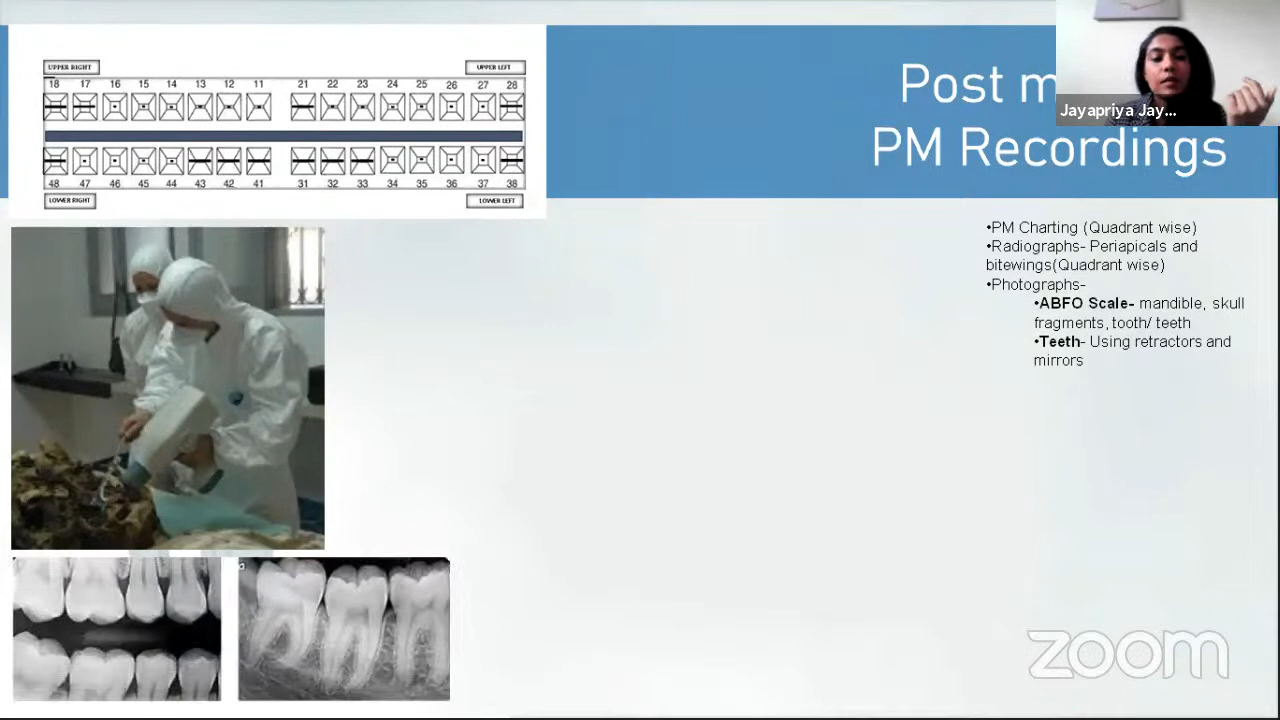 UPPER RIGHT
UPPER LEFT
18 17 16 15 14 13 12 11 21 22 23 24 25 26 27 28
48 47 46 45 44 43 42 41 31 32 33 34 35 36 37 38
LOWER RIGHT
LOWER LEFT
Post m
PM Recordings
Jayapriya Jay...
•PM Charting (Quadrant wise)
•Radiographs- Periapicals and
bitewings(Quadrant wise)
•Photographs-
•ABFO Scale- mandible, skull
fragments, tooth/ teeth
•Teeth- Using retractors and
mirrors
zoom